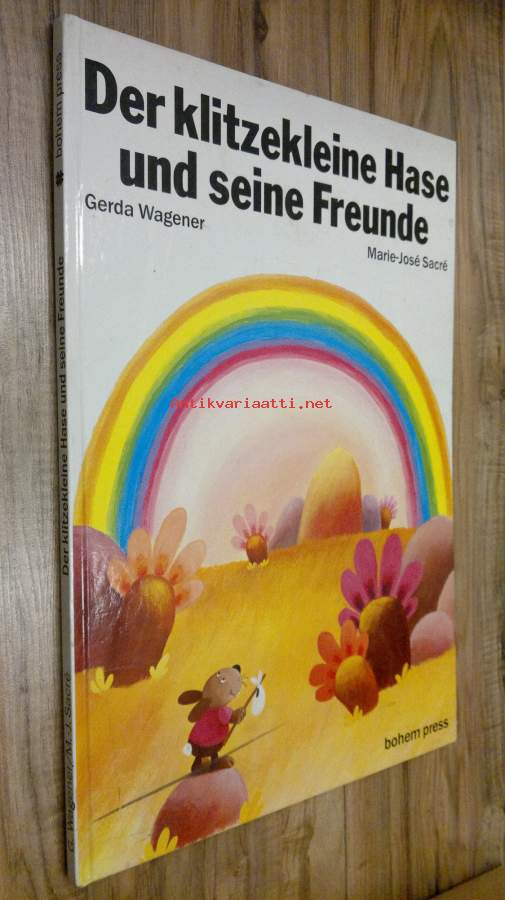 Der klitzekleine Hase
und seine Freunde
Gerda Wagener
Marie-José Sacré
antikvariaatti.net
bohem press
bohem press
Der klitzekleine Hase und seine Freunde
G. Wagener, M. J. Sacré